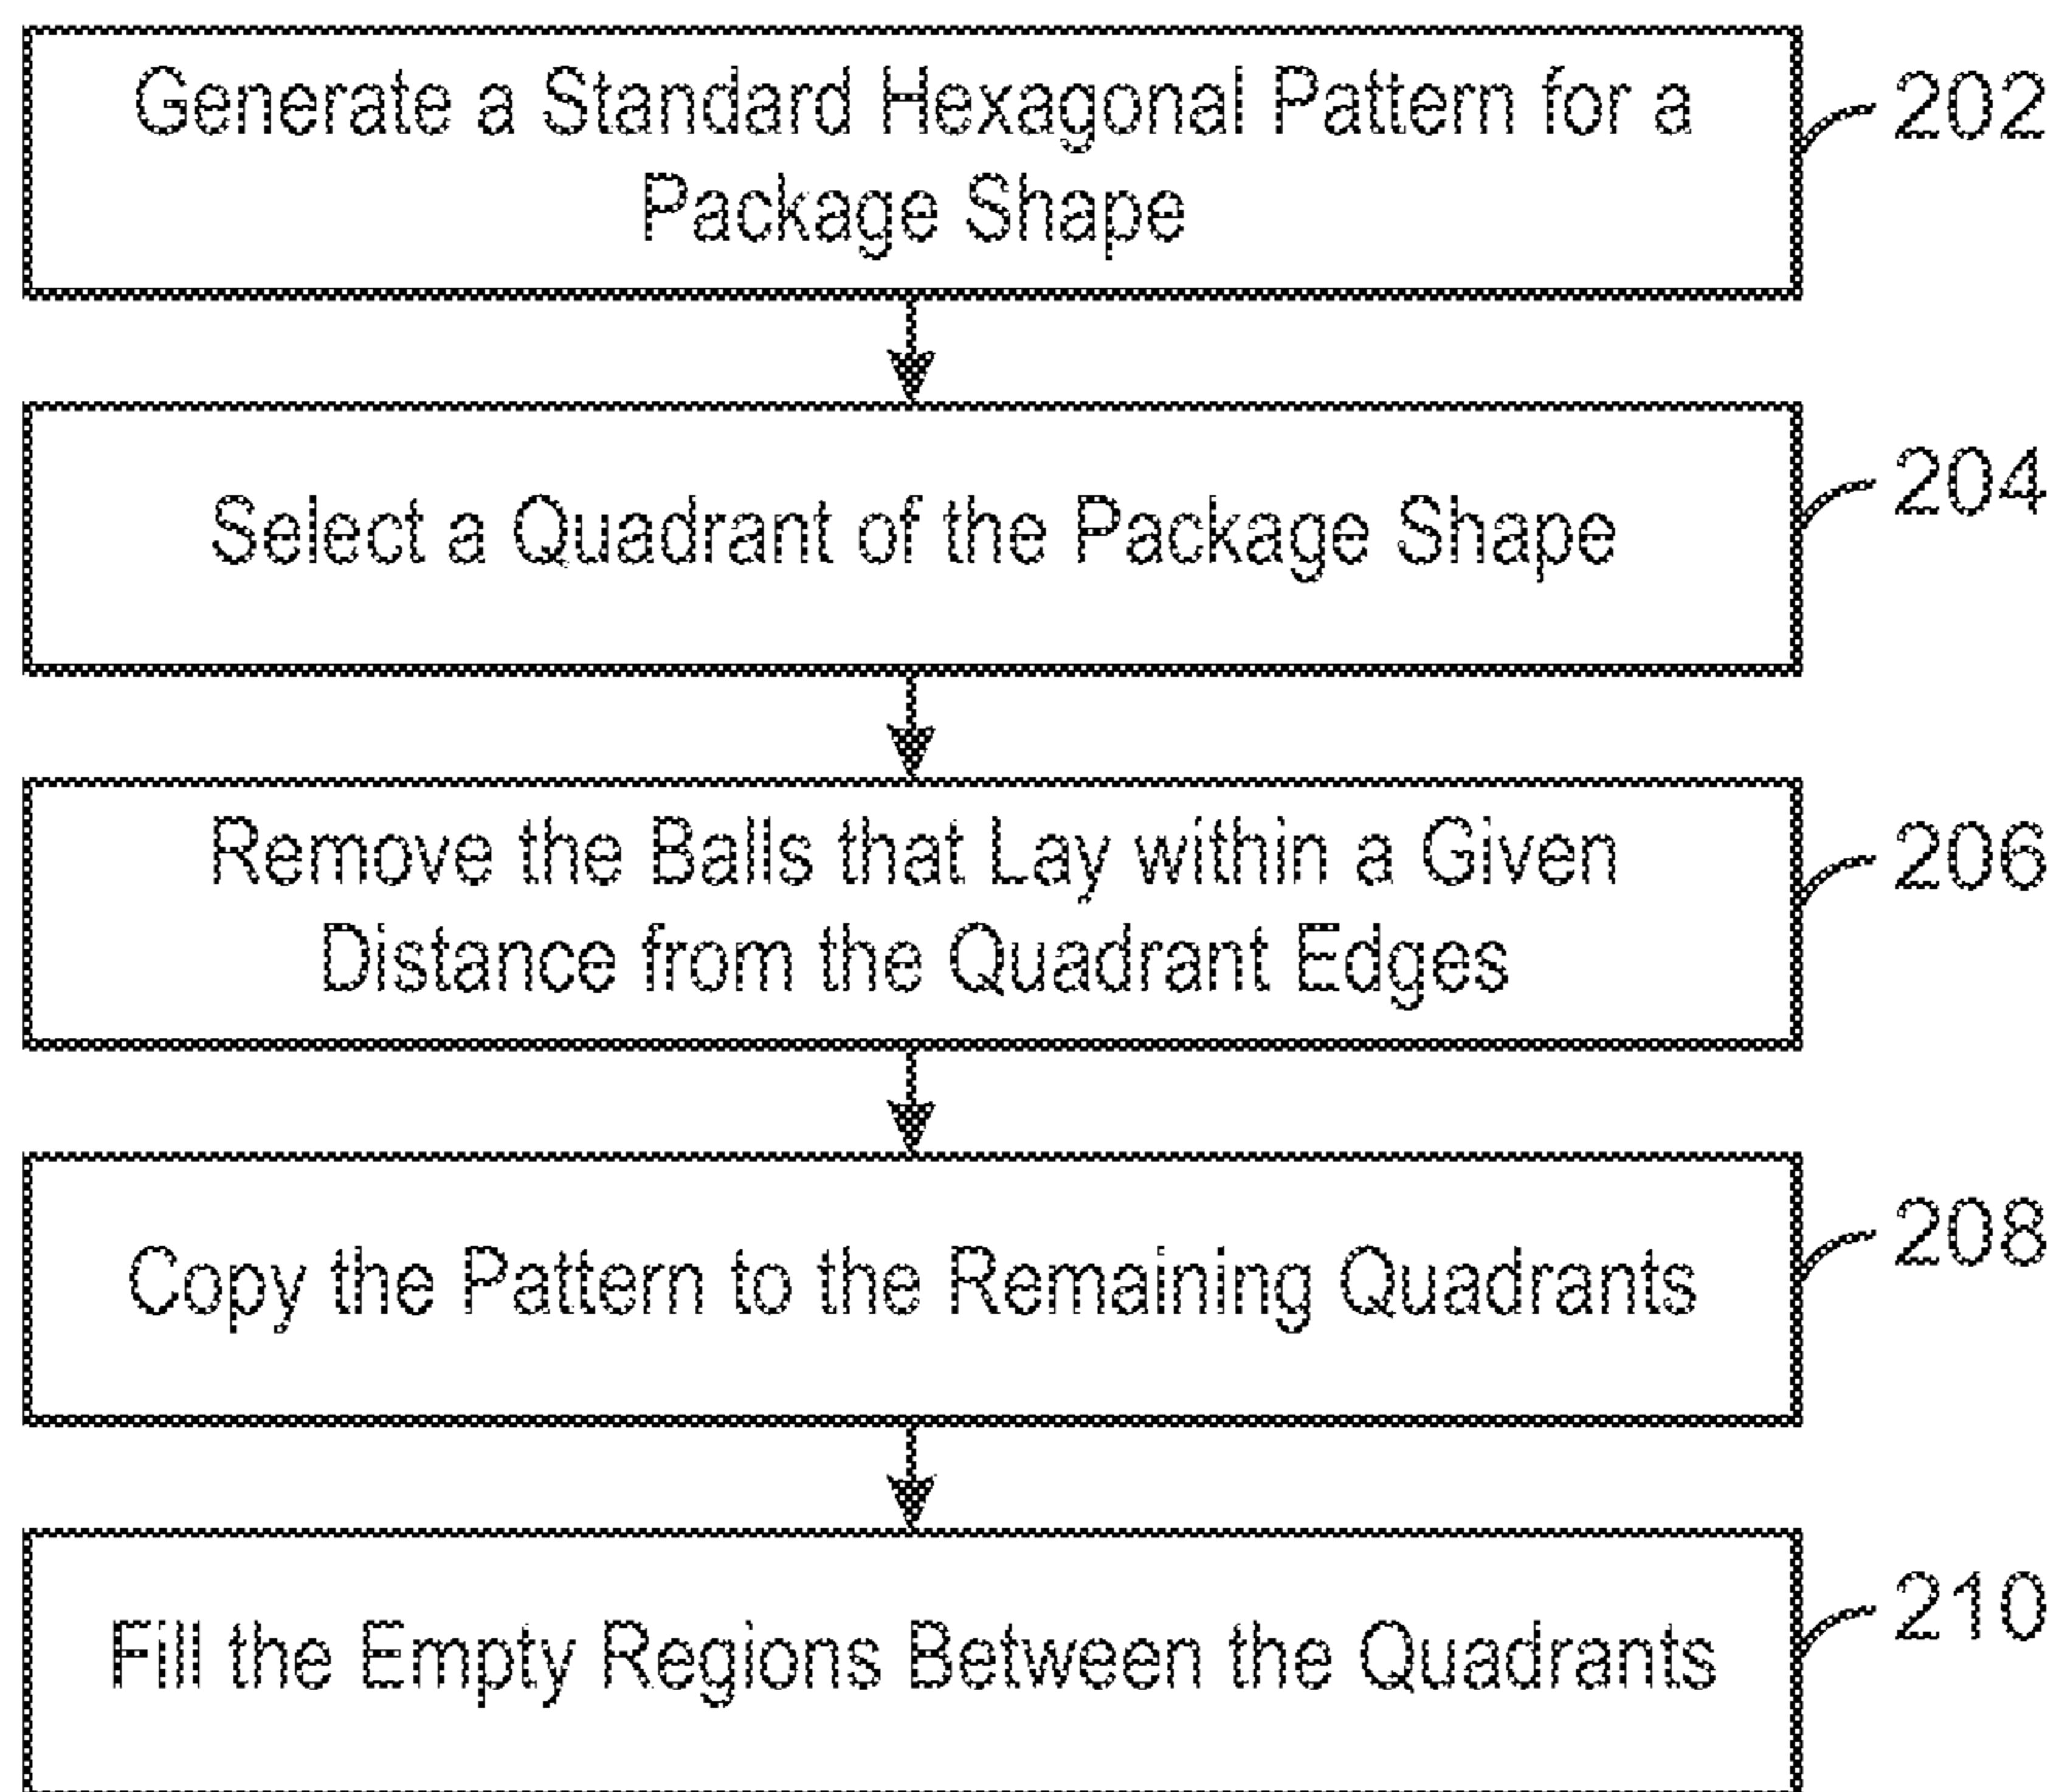 Generate a Standard Hexagonal Pattern for a
Package Shape
202
Select a Quadrant of the Package Shape
204
Remove the Balls that Lay within a Given
Distance from the Quadrant Edges
206
Copy the Pattern to the Remaining Quadrants
208
Fill the Empty Regions Between the Quadrants
210